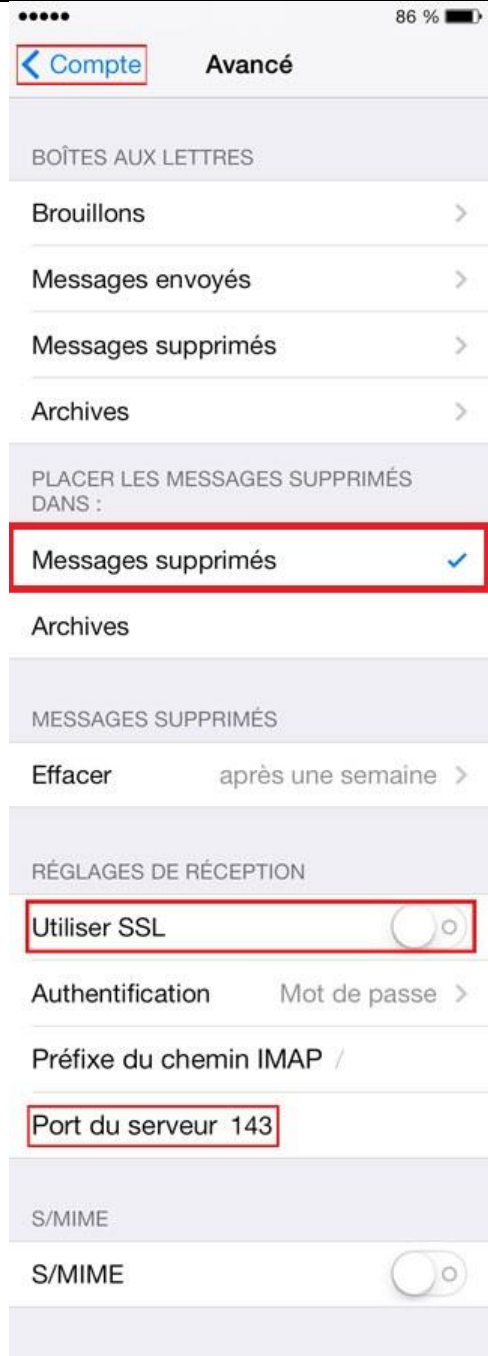 86 %
Compte Avancé
BOÎTES AUX LETTRES
Brouillons
Messages envoyés
Messages supprimés
Archives
PLACER LES MESSAGES SUPPRIMÉS
DANS :
Messages supprimés
Archives
MESSAGES SUPPRIMÉS
Effacer après une semaine
RÉGLAGES DE RÉCEPTION
Utiliser SSL
Authentification Mot de passe
Préfixe du chemin IMAP /
Port du serveur 143
S/MIME
S/MIME